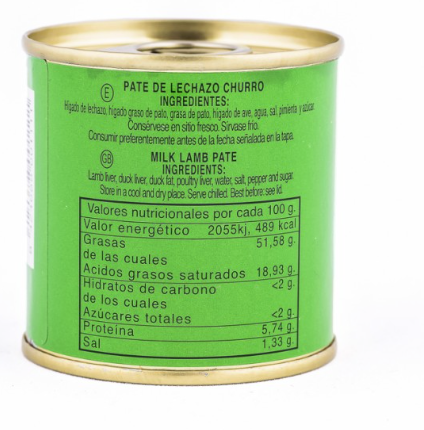 E PATE DE LECHAZO CHURRO
INGREDIENTES:
Hígado de lechazo, hígado graso de pato, grasa de pato, hígado de ave, agua, sal, pimienta y azúcar.
Consérvese en sitio fresco. Sírvase frío.
Consumir preferentemente antes de la fecha señalada en la tapa.
GB MILK LAMB PATE
INGREDIENTS:
Lamb liver, duck liver, duck fat, poultry liver, water, salt, pepper and sugar.
Store in a cool and dry place. Serve chilled. Best before: see lid.
Valores nutricionales por cada 100 g.
Valor energético 2055kj, 489 kcal
Grasas 51,58 g.
de las cuales
Acidos grasos saturados 18,93 g.
Hidratos de carbono <2 g.
de los cuales
Azúcares totales <2 g.
Proteina 5,74 g.
Sal 1,33 g.